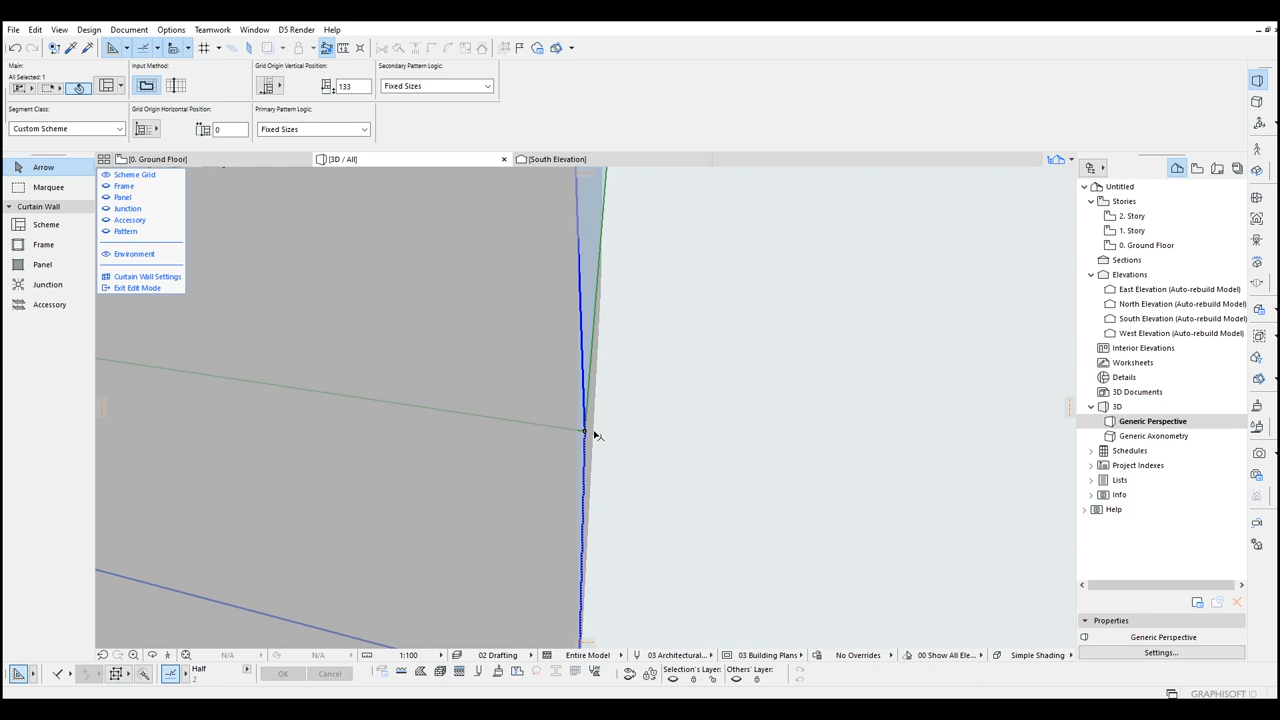 File Edit View Design Document Options Teamwork Window D5 Render Help
Main: Input Method: Grid Origin Vertical Position: Secondary Pattern Logic:
All Selected: 1
133 Fixed Sizes
Segment Class: Grid Origin Horizontal Position: Primary Pattern Logic:
Custom Scheme 0 Fixed Sizes
[0. Ground Floor] [3D / All] [South Elevation]
Arrow
Marquee
Curtain Wall
Scheme
Frame
Panel
Junction
Accessory
Scheme Grid
Frame
Panel
Junction
Accessory
Pattern
Environment
Curtain Wall Settings
Exit Edit Mode
Untitled
Stories
2. Story
1. Story
0. Ground Floor
Sections
Elevations
East Elevation (Auto-rebuild Model)
North Elevation (Auto-rebuild Model)
South Elevation (Auto-rebuild Model)
West Elevation (Auto-rebuild Model)
Interior Elevations
Worksheets
Details
3D Documents
3D
Generic Perspective
Generic Axonometry
Schedules
Project Indexes
Lists
Info
Help
Properties
Generic Perspective
Settings...
N/A N/A 1:100 02 Drafting Entire Model 03 Architectural... 03 Building Plans No Overrides 00 Show All Ele... Simple Shading
Half
2
OK Cancel
Selection's Layer: Others' Layer:
GRAPHISOFT ID